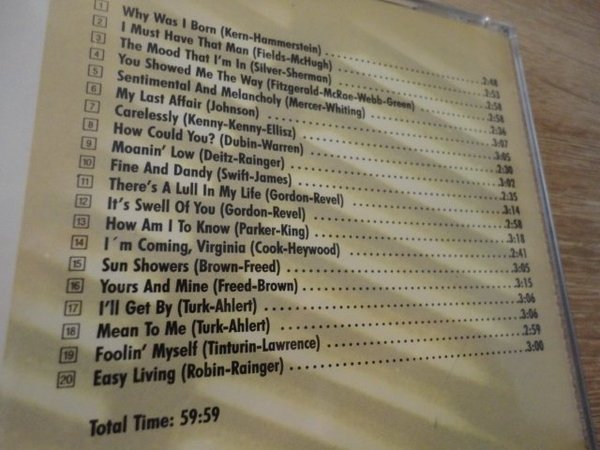 1 Why Was I Born (Kern-Hammerstein) 2:48
2 I Must Have That Man (Fields-McHugh) 2:53
3 The Mood That I'm In (Silver-Sherman) 2:58
4 You Showed Me The Way (Fitzgerald-McRae-Webb-Green) 2:58
5 Sentimental And Melancholy (Mercer-Whiting) 2:36
6 My Last Affair (Johnson) 3:07
7 Carelessly (Kenny-Kenny-Ellisz) 3:05
8 How Could You? (Dubin-Warren) 2:30
9 Moanin' Low (Deitz-Rainger) 3:02
10 Fine And Dandy (Swift-James) 2:35
11 There's A Lull In My Life (Gordon-Revel) 3:14
12 It's Swell Of You (Gordon-Revel) 2:58
13 How Am I To Know (Parker-King) 3:18
14 I´m Coming, Virginia (Cook-Heywood) 2:41
15 Sun Showers (Brown-Freed) 3:05
16 Yours And Mine (Freed-Brown) 3:15
17 I'll Get By (Turk-Ahlert) 3:06
18 Mean To Me (Turk-Ahlert) 3:06
19 Foolin' Myself (Tinturin-Lawrence) 2:59
20 Easy Living (Robin-Rainger) 3:00
Total Time: 59:59